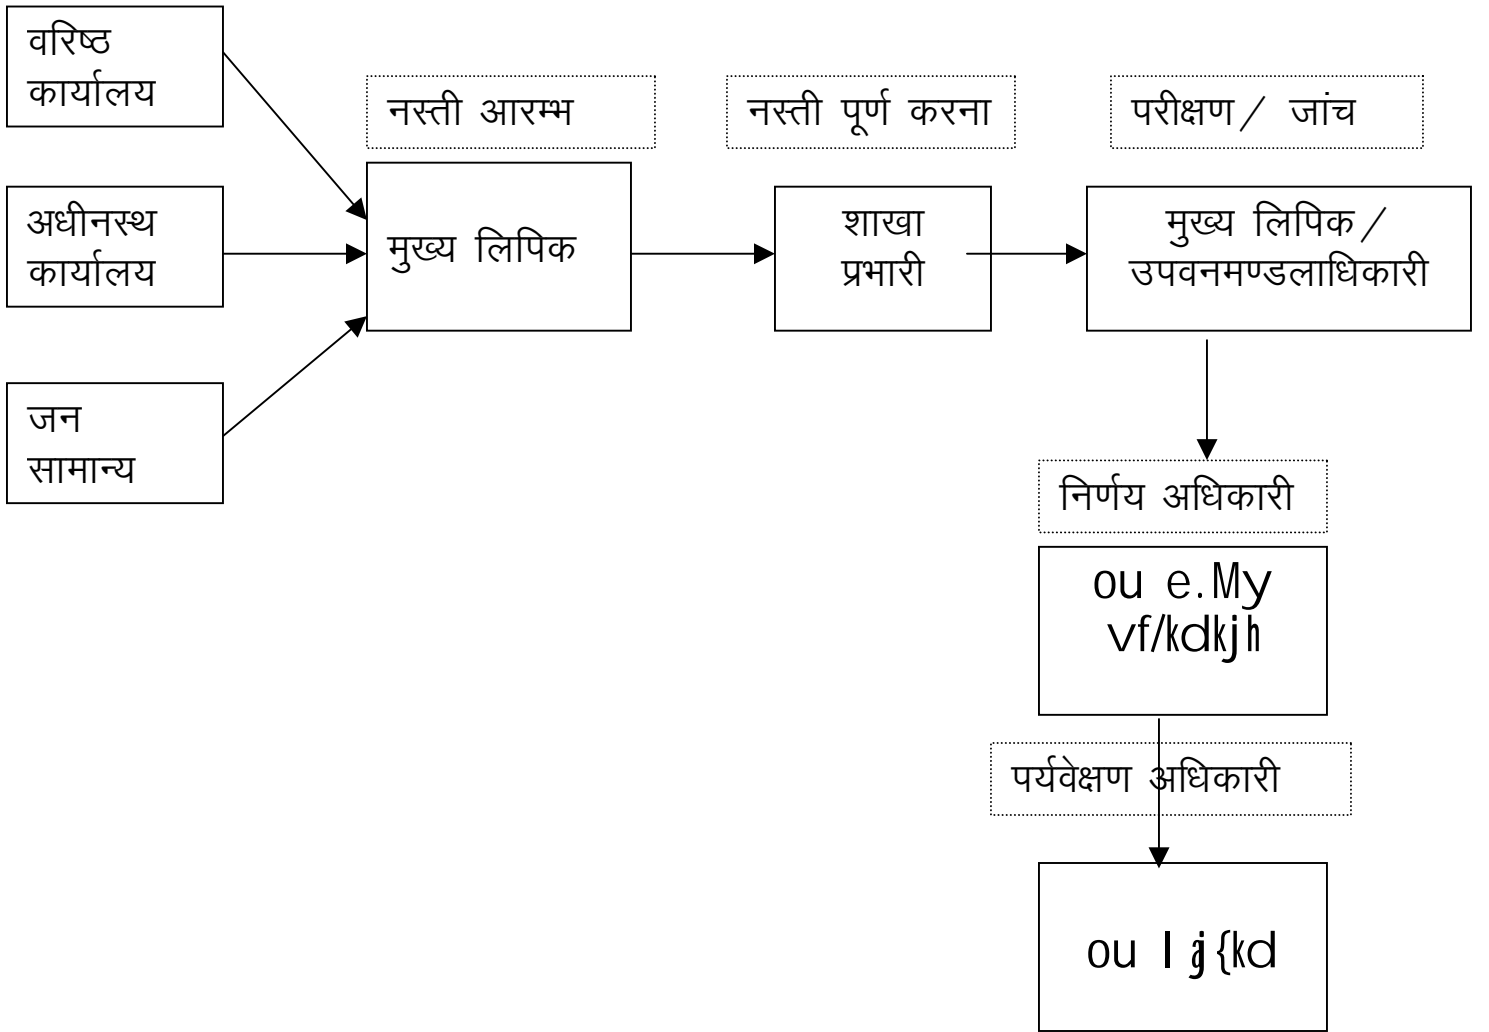 वरिष्ठ
कार्यालय
नस्ती आरम्भ
नस्ती पूर्ण करना
परीक्षण/ जांच
अधीनस्थ
कार्यालय
मुख्य लिपिक
शाखा
प्रभारी
मुख्य लिपिक/
उपवनमण्डलाधिकारी
जन
सामान्य
निर्णय अधिकारी
ou e.My
vf/kdkjh
पर्यवेक्षण अधिकारी
ou